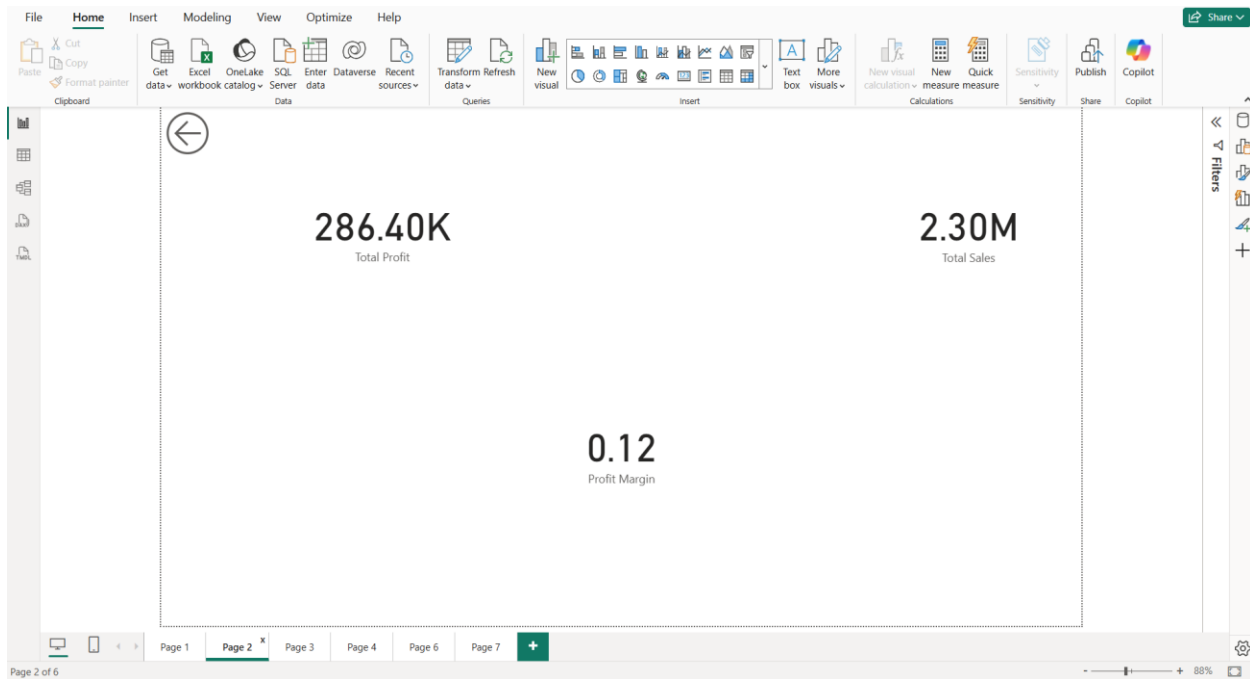 File Home Insert Modeling View Optimize Help Share
Paste
Cut
Copy
Format painter
Clipboard
Get data
Excel workbook
OneLake catalog
SQL Server
Enter data
Dataverse
Recent sources
Data
Transform data
Refresh
Queries
New visual
Insert
A
Text box
More visuals
New visual calculation
fx
New measure
Quick measure
Calculations
Sensitivity
Sensitivity
Publish
Share
Copilot
Copilot
Filters
DAX
TMDL
286.40K
Total Profit
2.30M
Total Sales
0.12
Profit Margin
Page 1 Page 2 x Page 3 Page 4 Page 6 Page 7 +
Page 2 of 6 - + 88%